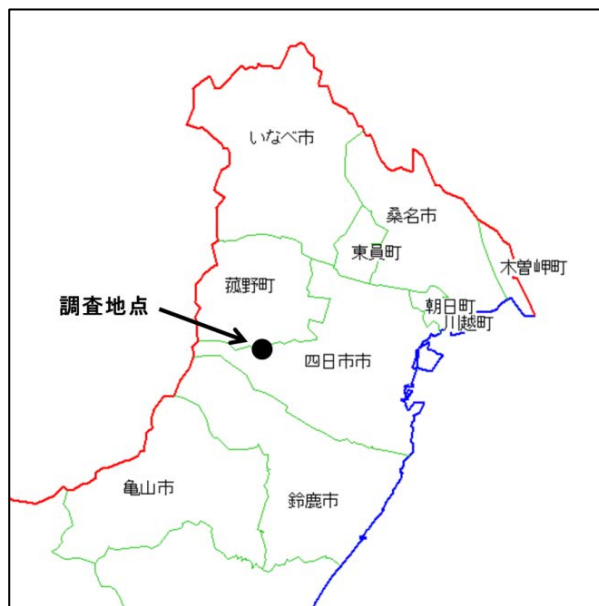 いなべ市
桑名市
東員町
木曽岬町
菰野町
朝日町
川越町
調査地点
四日市市
亀山市
鈴鹿市